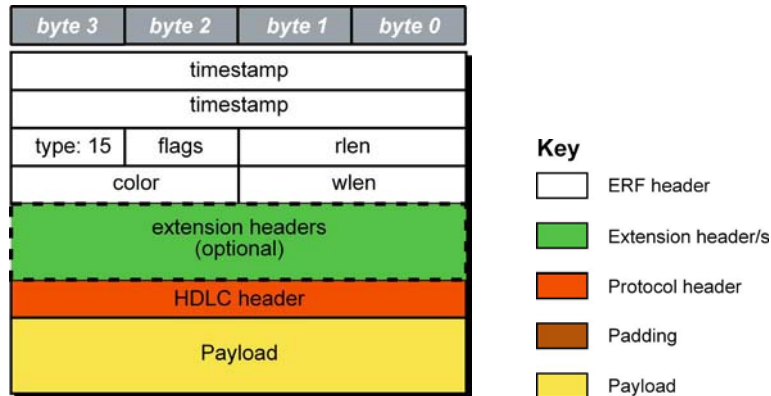 byte 3 byte 2 byte 1 byte 0
timestamp
timestamp
type: 15 flags rlen
color wlen
extension headers
(optional)
HDLC header
Payload
Key
ERF header
Extension header/s
Protocol header
Padding
Payload